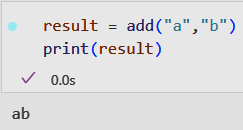 result = add("a","b")
print(result)
0.0s
ab